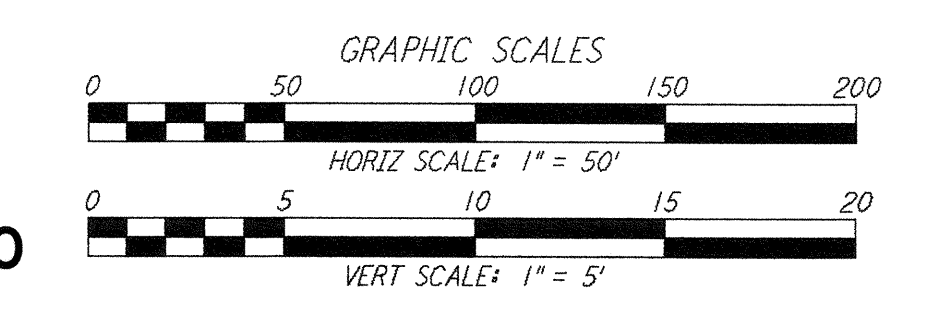 GRAPHIC SCALES
0 50 100 150 200
HORIZ SCALE: 1" = 50'
0 5 10 15 20
VERT SCALE: 1" = 5'